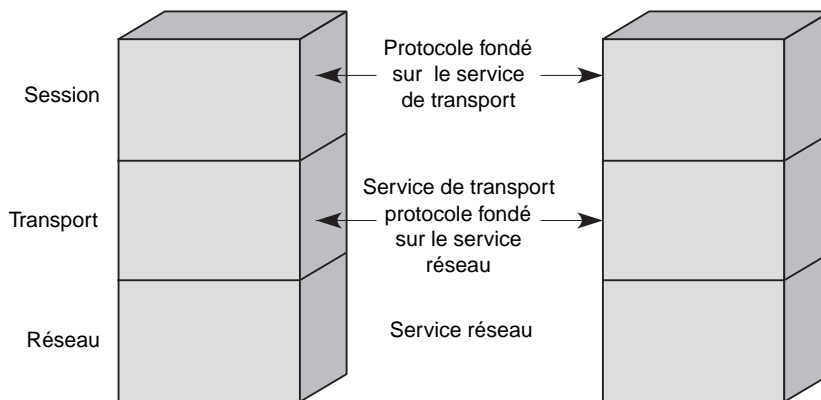 Session
Protocole fondé
sur le service
de transport
Transport
Service de transport
protocole fondé
sur le service
réseau
Réseau
Service réseau